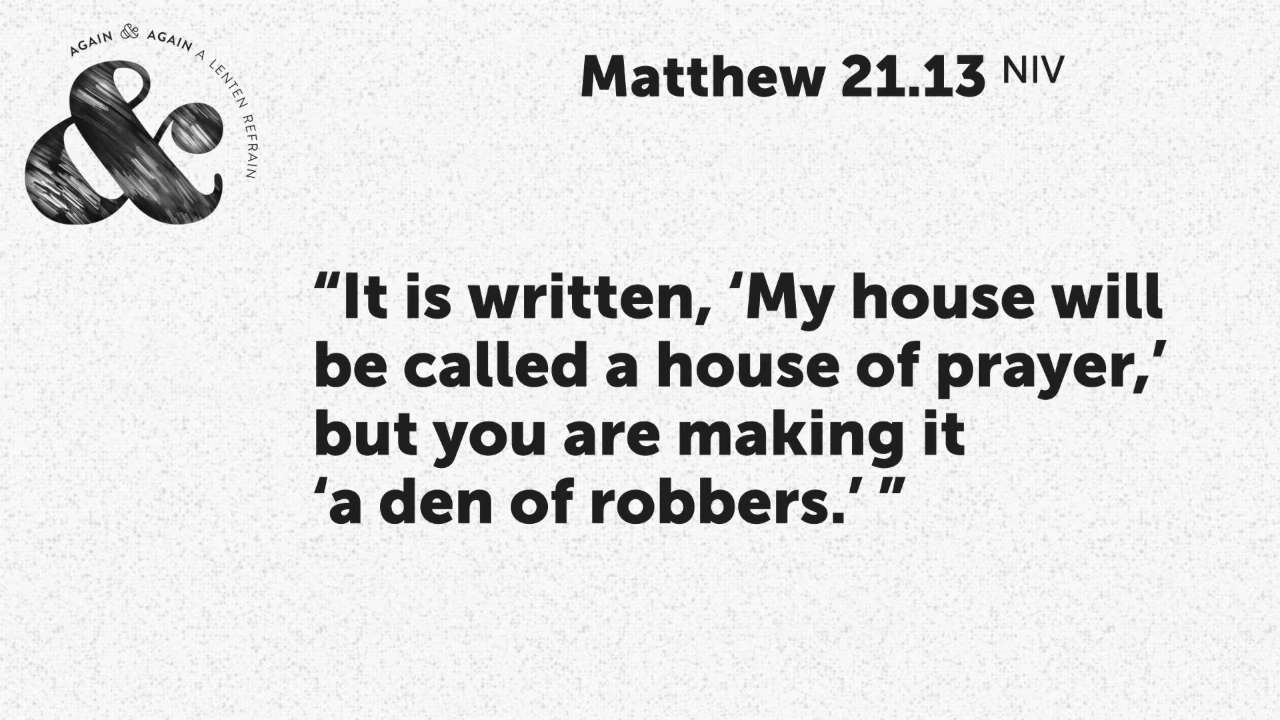 AGAIN & AGAIN A LENTEN REFRAIN
&
Matthew 21.13 NIV
“It is written, ‘My house will
be called a house of prayer,’
but you are making it
‘a den of robbers.’ ”